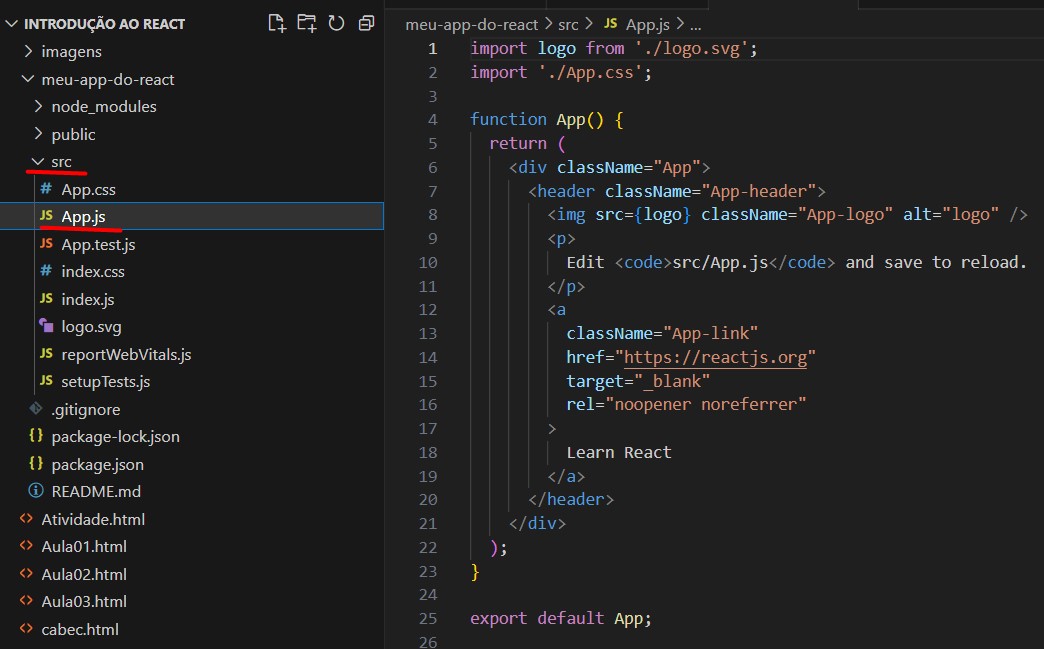 INTRODUÇÃO AO REACT
imagens
meu-app-do-react
node_modules
public
src
# App.css
JS App.js
JS App.test.js
# index.css
JS index.js
logo.svg
JS reportWebVitals.js
JS setupTests.js
.gitignore
{} package-lock.json
{} package.json
README.md
<> Atividade.html
<> Aula01.html
<> Aula02.html
<> Aula03.html
<> cabec.html
meu-app-do-react > src > JS App.js > ...
1 import logo from './logo.svg';
2 import './App.css';
3
4 function App() {
5 return (
6 <div className="App">
7 <header className="App-header">
8 <img src={logo} className="App-logo" alt="logo" />
9 <p>
10 Edit <code>src/App.js</code> and save to reload.
11 </p>
12 <a
13 className="App-link"
14 href="https://reactjs.org"
15 target="_blank"
16 rel="noopener noreferrer"
17 >
18 Learn React
19 </a>
20 </header>
21 </div>
22 );
23 }
24
25 export default App;
26